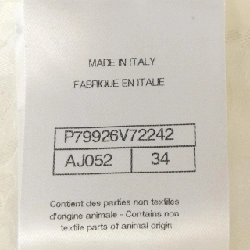 MADE IN ITALY
FABRIQUE EN ITALIE
P79926V72242
AJ052 34
Contient des parties non textiles
d'origine animale - Contains non
textile parts of animal origin